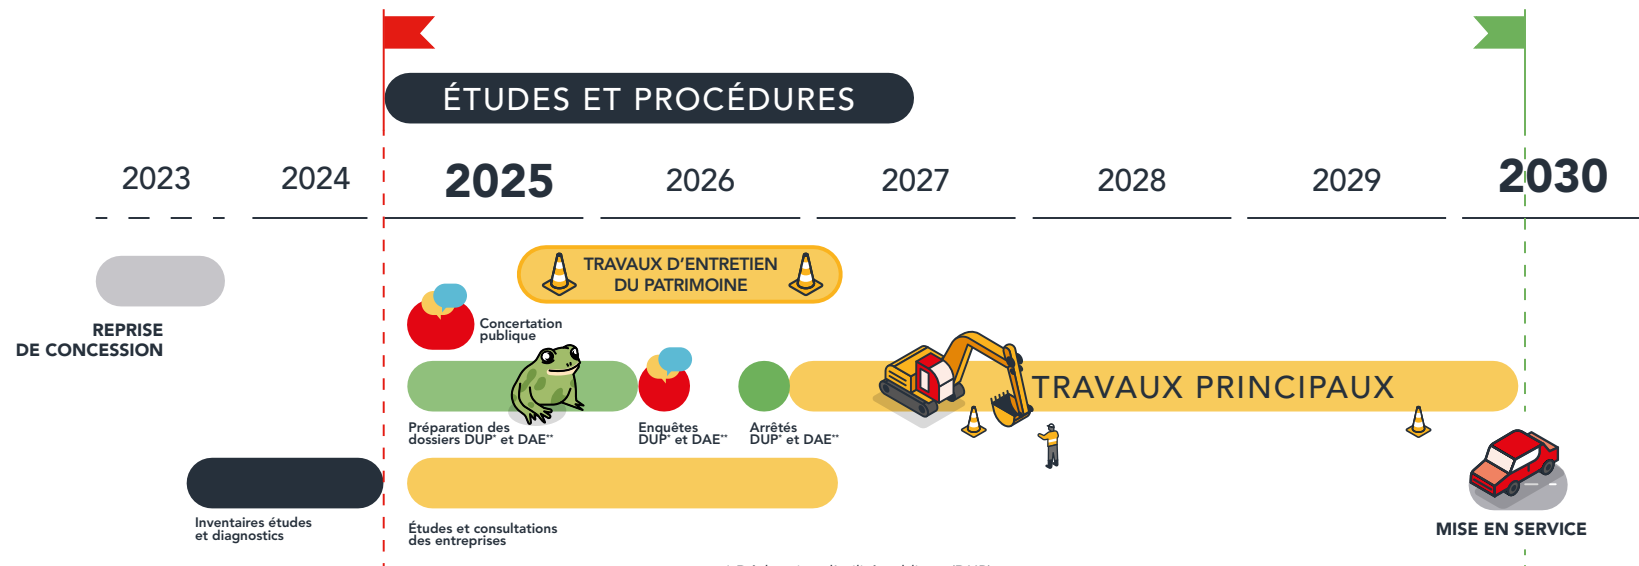 ÉTUDES ET PROCÉDURES
2023
2024
2025
2026
2027
2028
2029
2030
TRAVAUX D'ENTRETIEN
DU PATRIMOINE
REPRISE
DE CONCESSION
Concertation
publique
TRAVAUX PRINCIPAUX
Préparation des
dossiers DUP* et DAE**
Enquêtes
DUP* et DAE**
Arrêtés
DUP* et DAE**
Inventaires études
et diagnostics
Études et consultations
des entreprises
MISE EN SERVICE